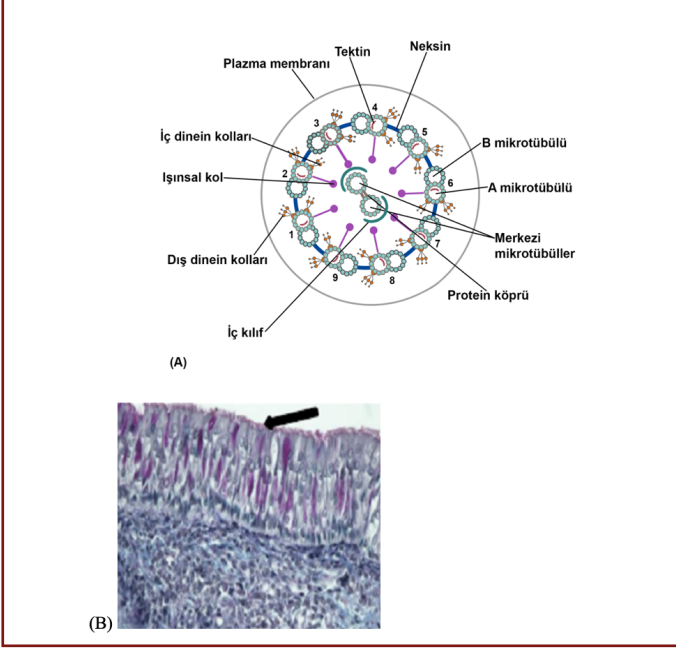 Tektin
Neksin
Plazma membranı
4
3
5
İç dinein kolları
B mikrotübülü
2
Işınsal kol
6
A mikrotübülü
1
7
Merkezi
mikrotübüller
Dış dinein kolları
9
8
Protein köprü
İç kılıf
(A)
(B)